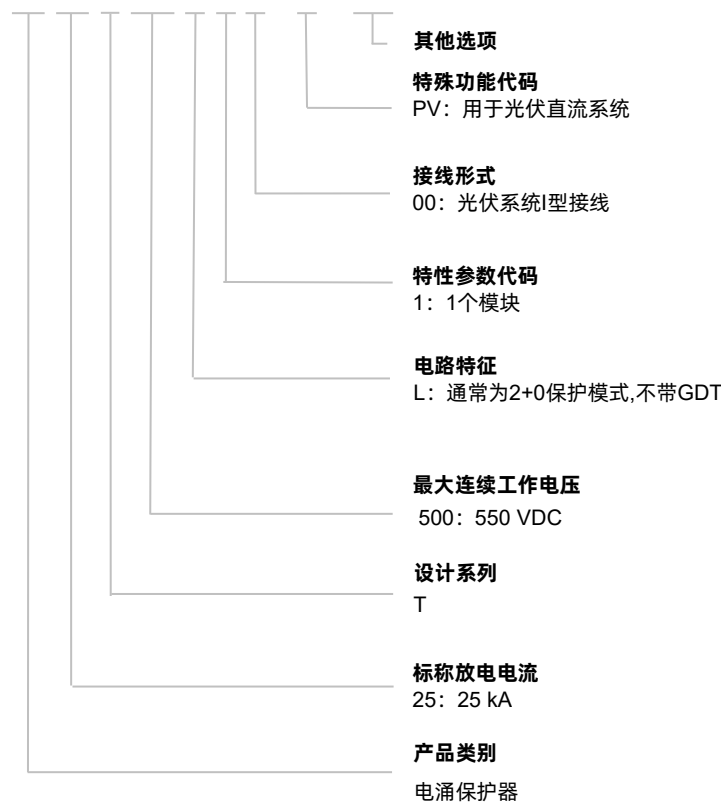 其他选项
特殊功能代码
PV：用于光伏直流系统
接线形式
00：光伏系统I型接线
特性参数代码
1：1个模块
电路特征
L：通常为2+0保护模式,不带GDT
最大连续工作电压
500：550 VDC
设计系列
T
标称放电电流
25：25 kA
产品类别
电涌保护器